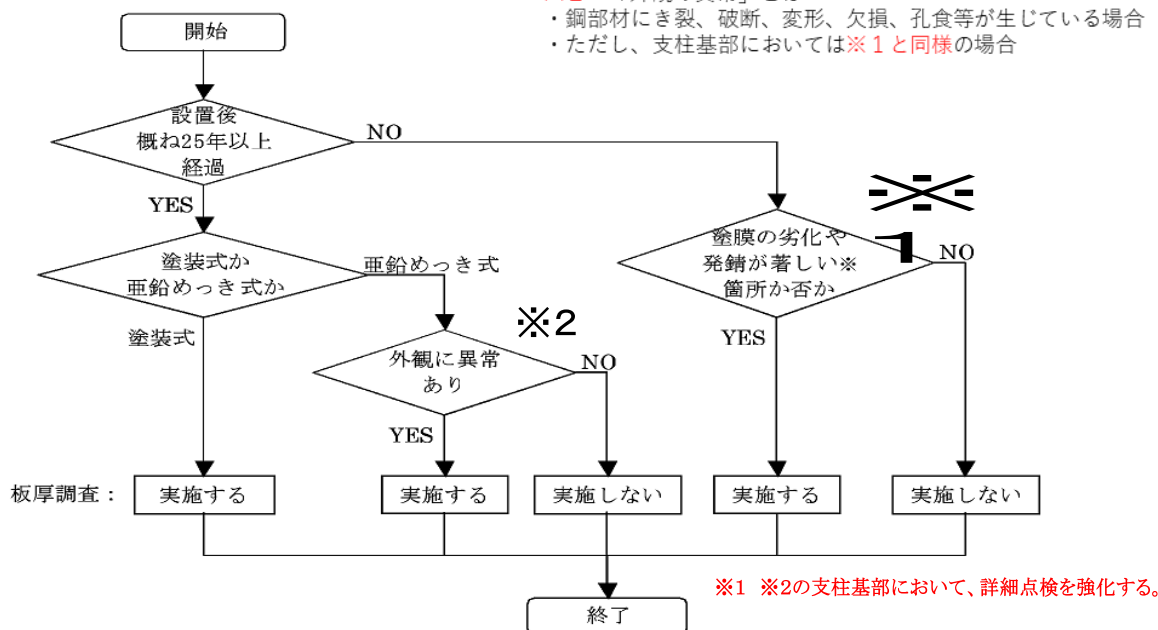 ・鋼部材にき裂、破断、変形、欠損、孔食等が生じている場合
・ただし、支柱基部においては※１と同様の場合
開始
設置後
概ね25年以上
経過
NO
YES
塗装式か
亜鉛めっき式か
亜鉛めっき式
塗装式
※2
外観に異常
あり
NO
YES
※
1
塗膜の劣化や
発錆が著しい※
箇所か否か
NO
YES
板厚調査：
実施する
実施する
実施しない
実施する
実施しない
※1 ※2の支柱基部において、詳細点検を強化する。
終了